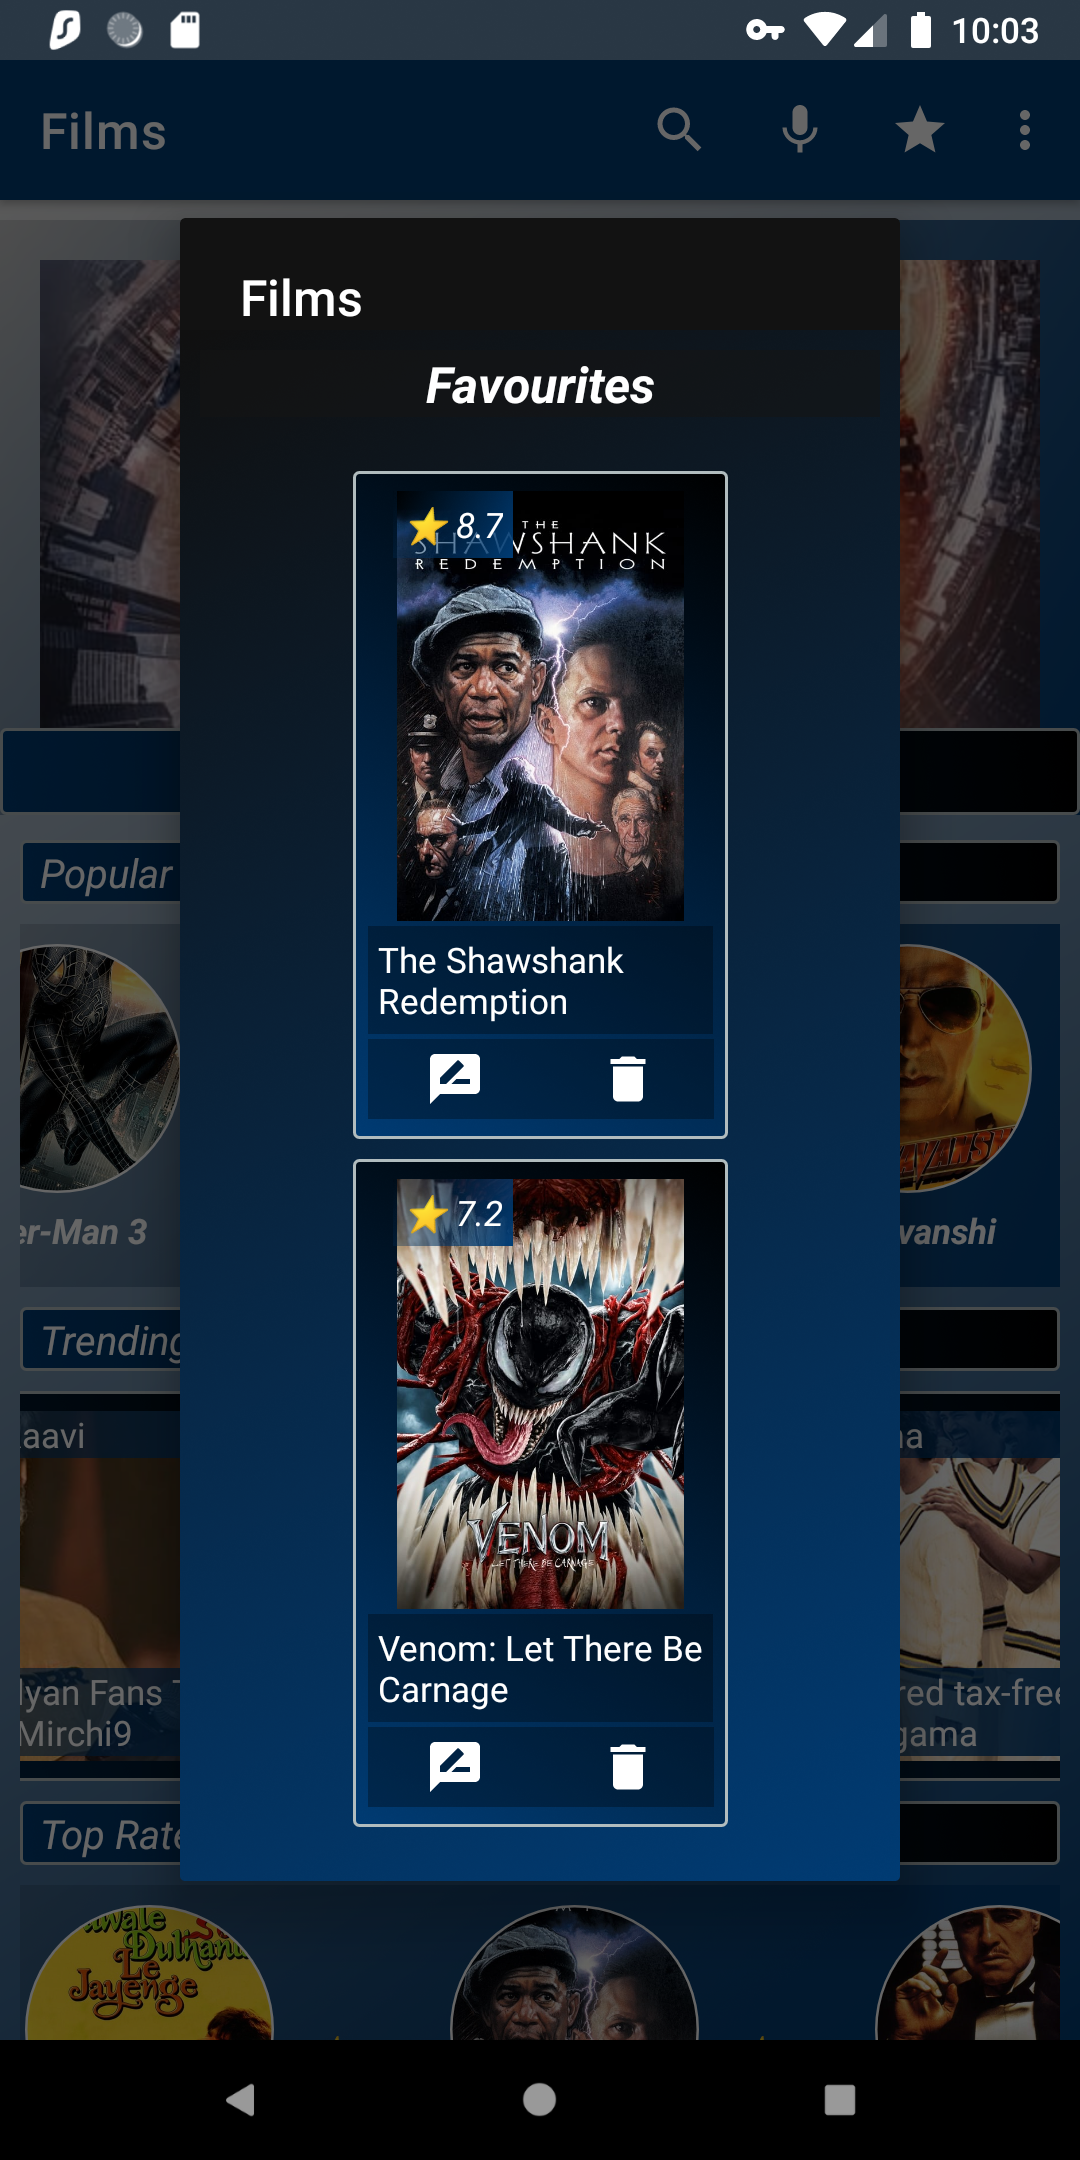 10:03
Films
Films
Favourites
8.7
THE
SHAWSHANK
REDEMPTION
The Shawshank
Redemption
Popular
er-Man 3
vanshi
7.2
VENOM
LET THERE BE CARNAGE
Venom: Let There Be
Carnage
Trending
aavi
na
lyan Fans T
Mirchi9
red tax-free
gama
Top Rate
Dulhania
Le
Jayenge